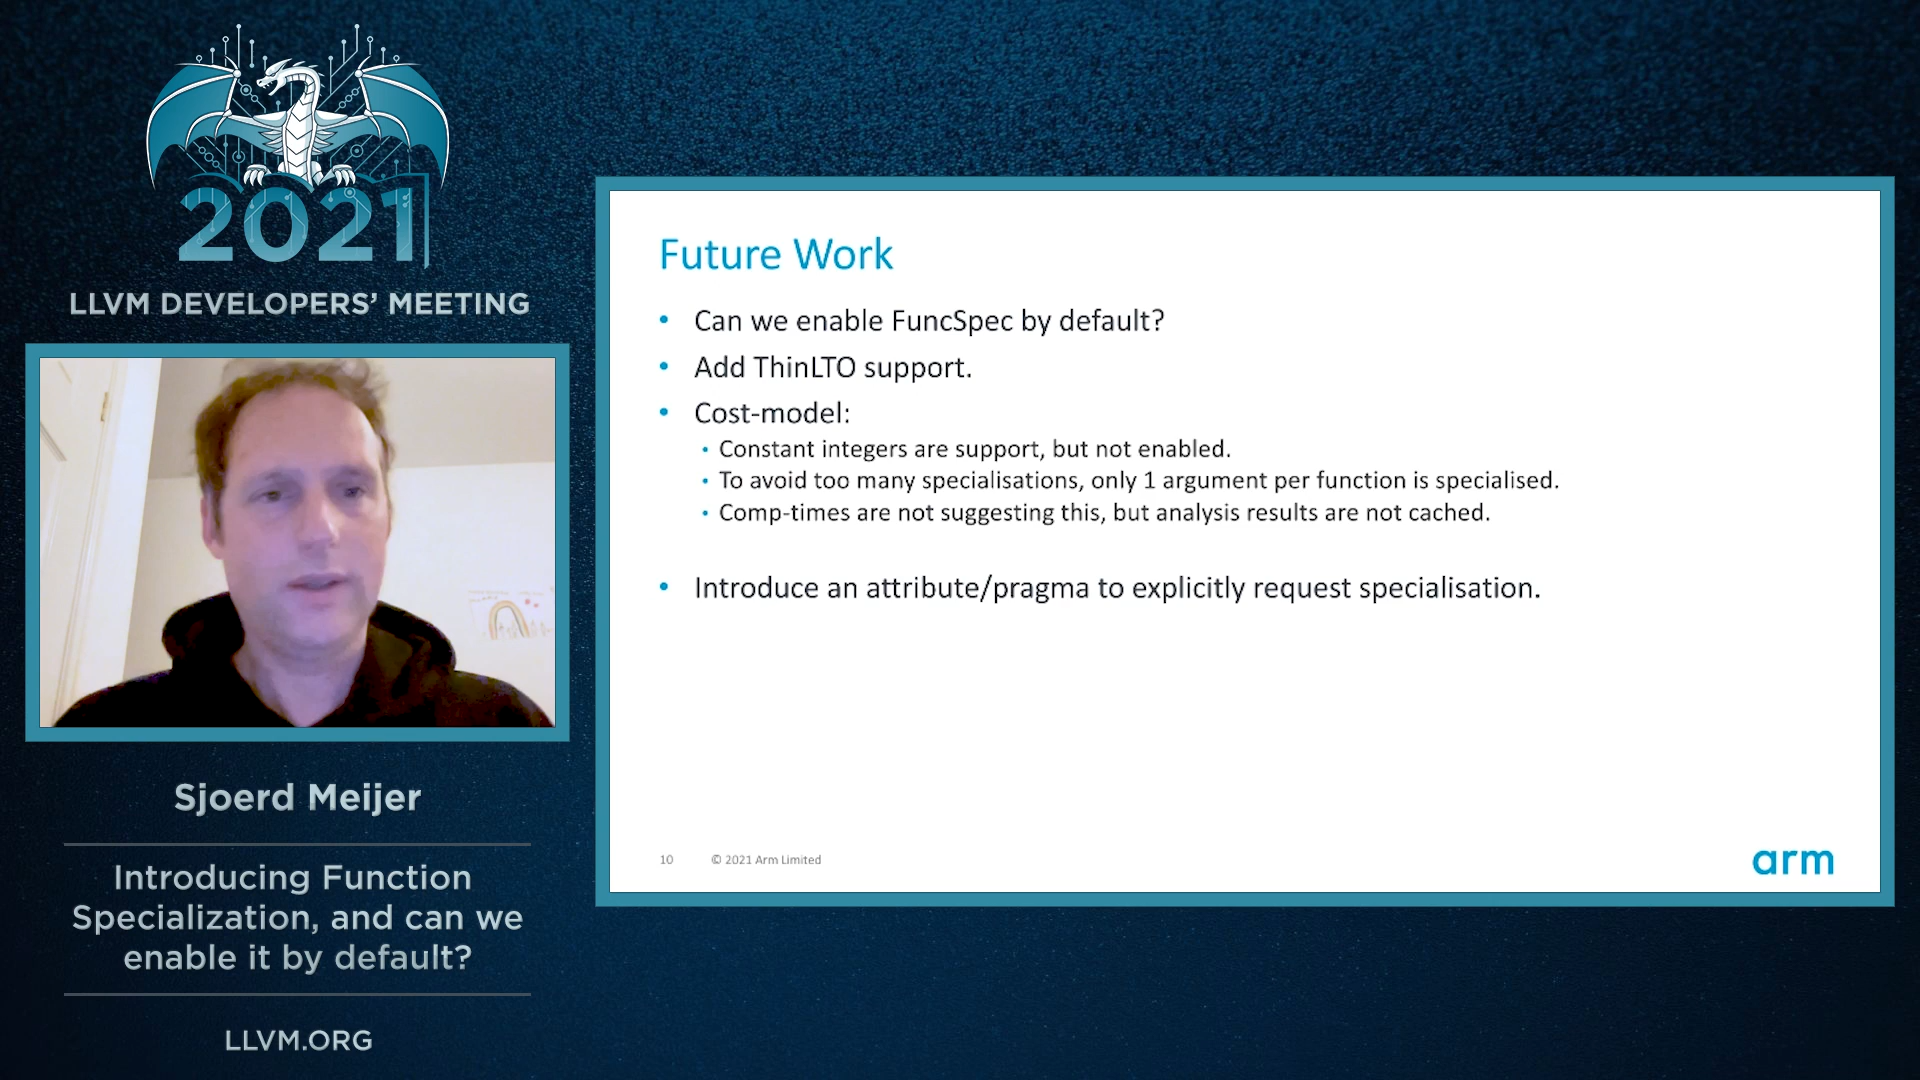 2021
LLVM DEVELOPERS' MEETING
Sjoerd Meijer
Introducing Function
Specialization, and can we
enable it by default?
LLVM.ORG
Future Work
• Can we enable FuncSpec by default?
• Add ThinLTO support.
• Cost-model:
• Constant integers are support, but not enabled.
• To avoid too many specialisations, only 1 argument per function is specialised.
• Comp-times are not suggesting this, but analysis results are not cached.
• Introduce an attribute/pragma to explicitly request specialisation.
10 © 2021 Arm Limited
arm